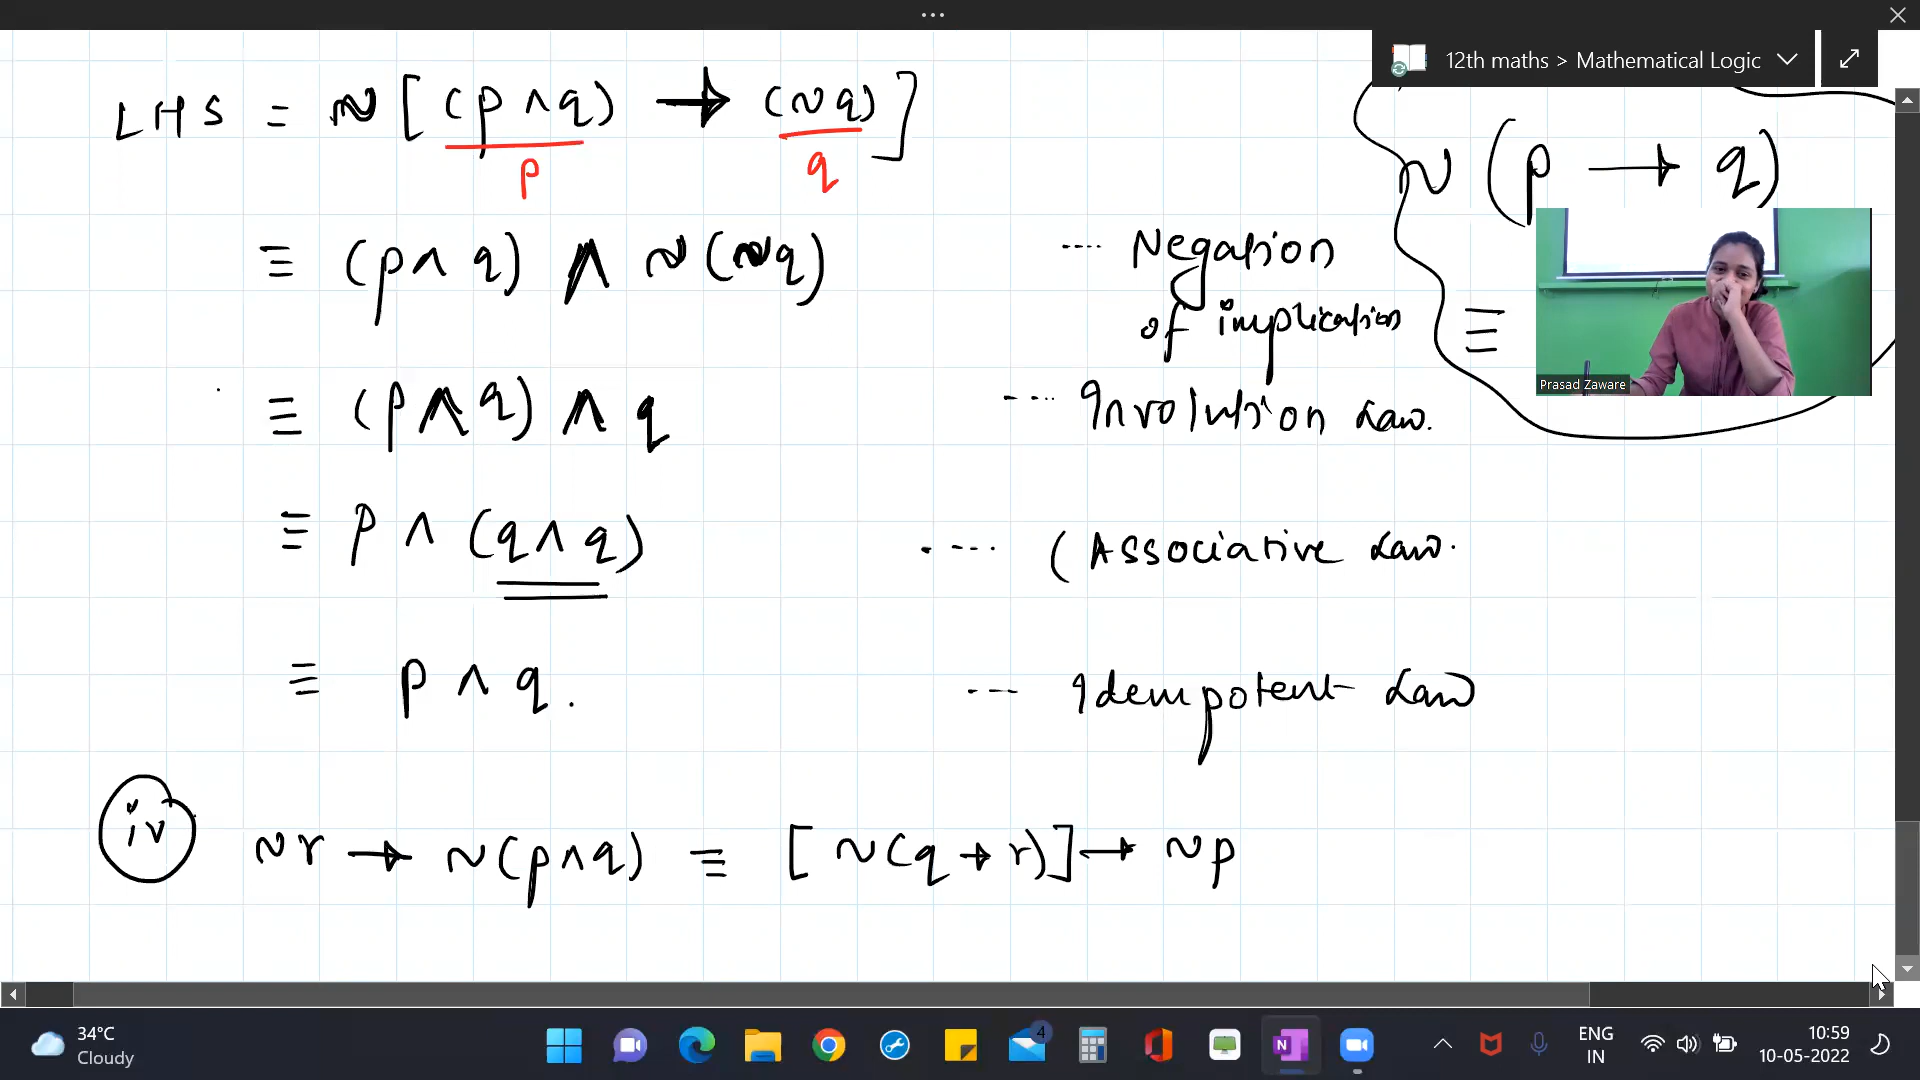 12th maths > Mathematical Logic
LHS = ~[(p ∧ q) → (~q)]
p q
~(p → q)
≡ (p ∧ q) ∧ ~(~q) ---- Negation
of implication
≡
Prasad Zaware
≡ (p ∧ q) ∧ q ---- Involution Law.
≡ p ∧ (q ∧ q) ---- (Associative Law.
≡ p ∧ q. --- Idempotent Law
iv ~r → ~(p ∧ q) ≡ [~(q → r)] → ~p
34°C
Cloudy
4
ENG
IN
10:59
10-05-2022